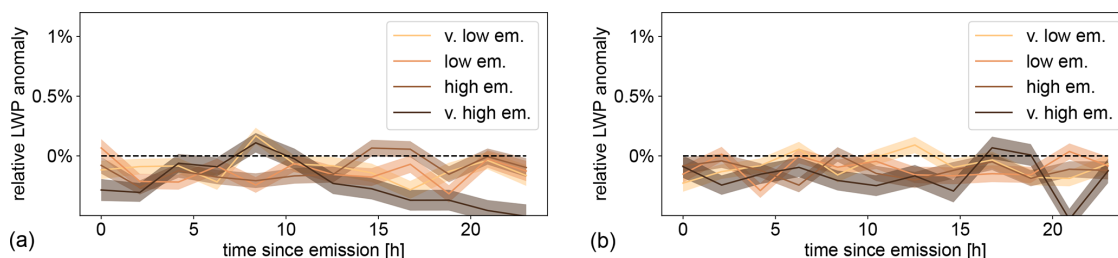 relative LWP anomaly
1%
0.5%
0%
v. low em.
low em.
high em.
v. high em.
0 5 10 15 20
time since emission [h]
(a)
relative LWP anomaly
1%
0.5%
0%
v. low em.
low em.
high em.
v. high em.
0 5 10 15 20
time since emission [h]
(b)